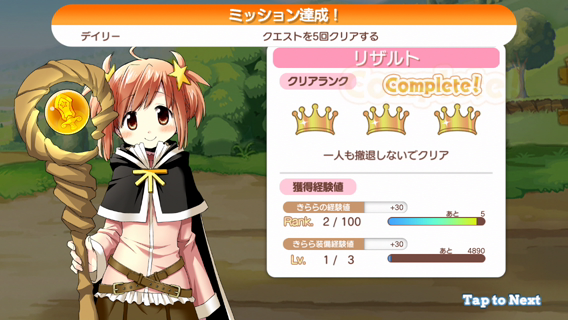 ミッション達成！
デイリー クエストを5回クリアする
リザルト
クリアランク Complete!
一人も撤退しないでクリア
獲得経験値
きららの経験値 +30
Rank. 2 / 100 あと 5
きらら装備経験値 +30
Lv. 1 / 3 あと 4890
Tap to Next